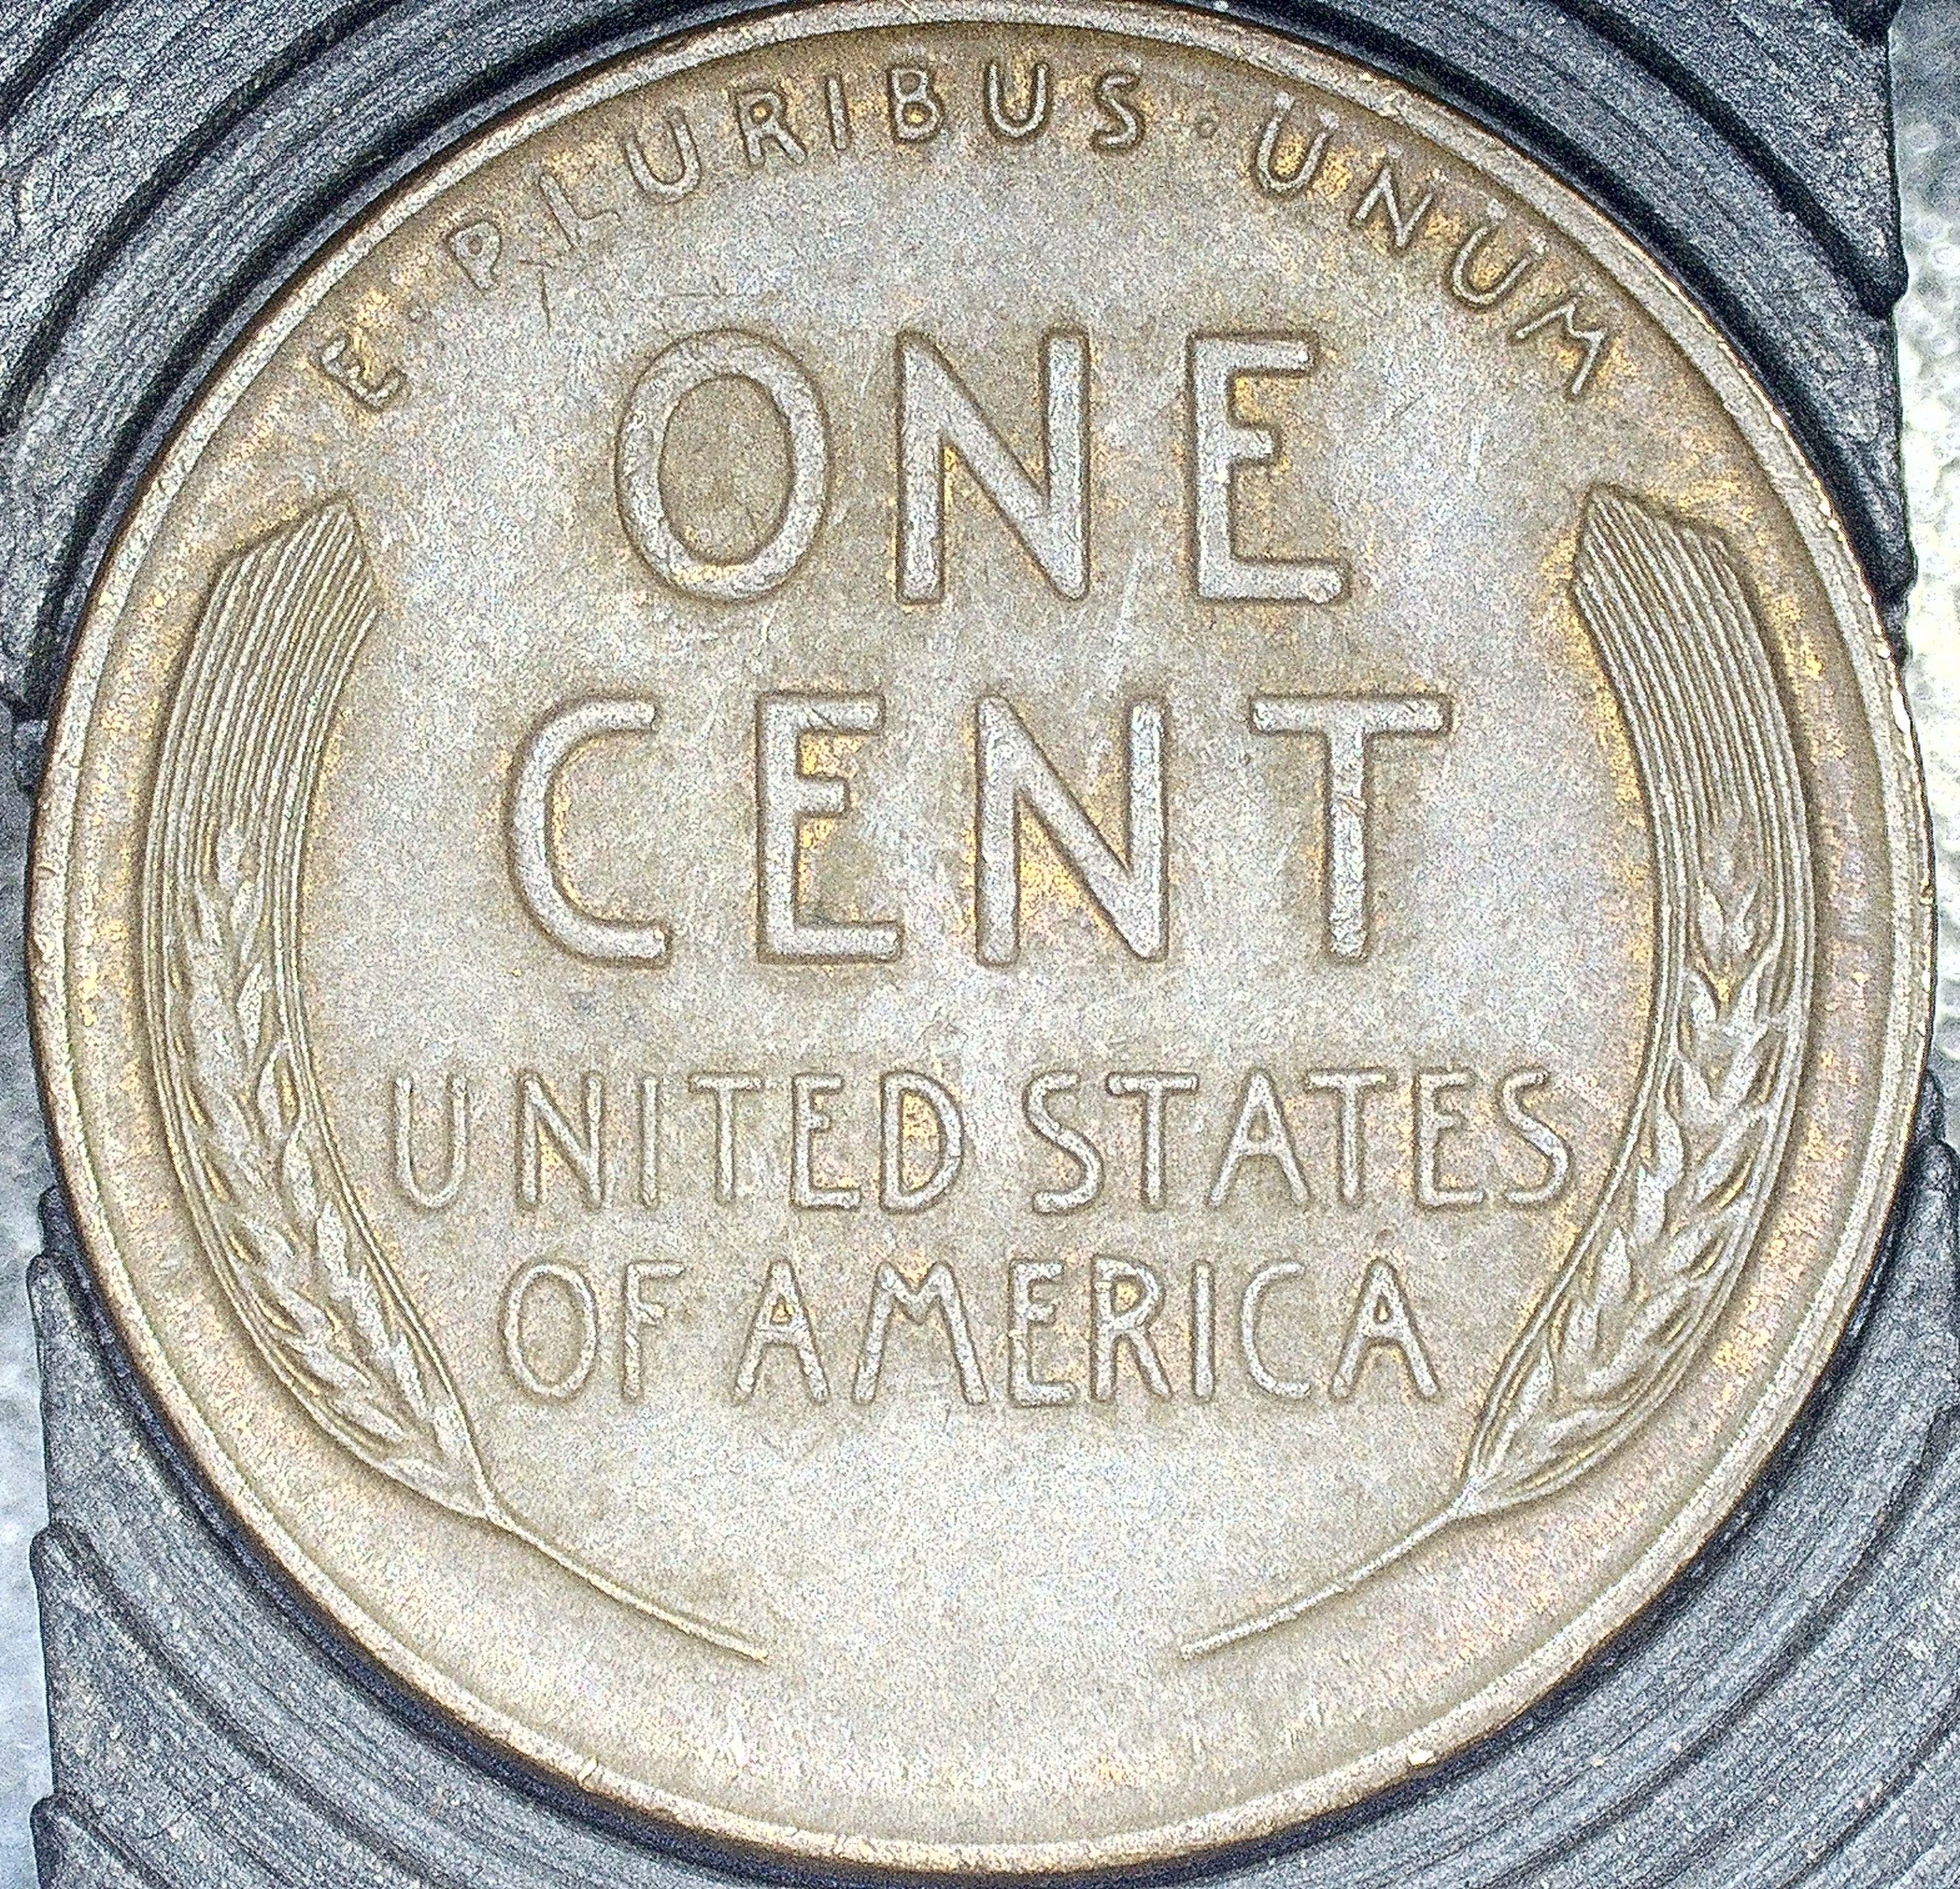 E · PLURIBUS · UNUM
ONE
CENT
UNITED STATES
OF AMERICA